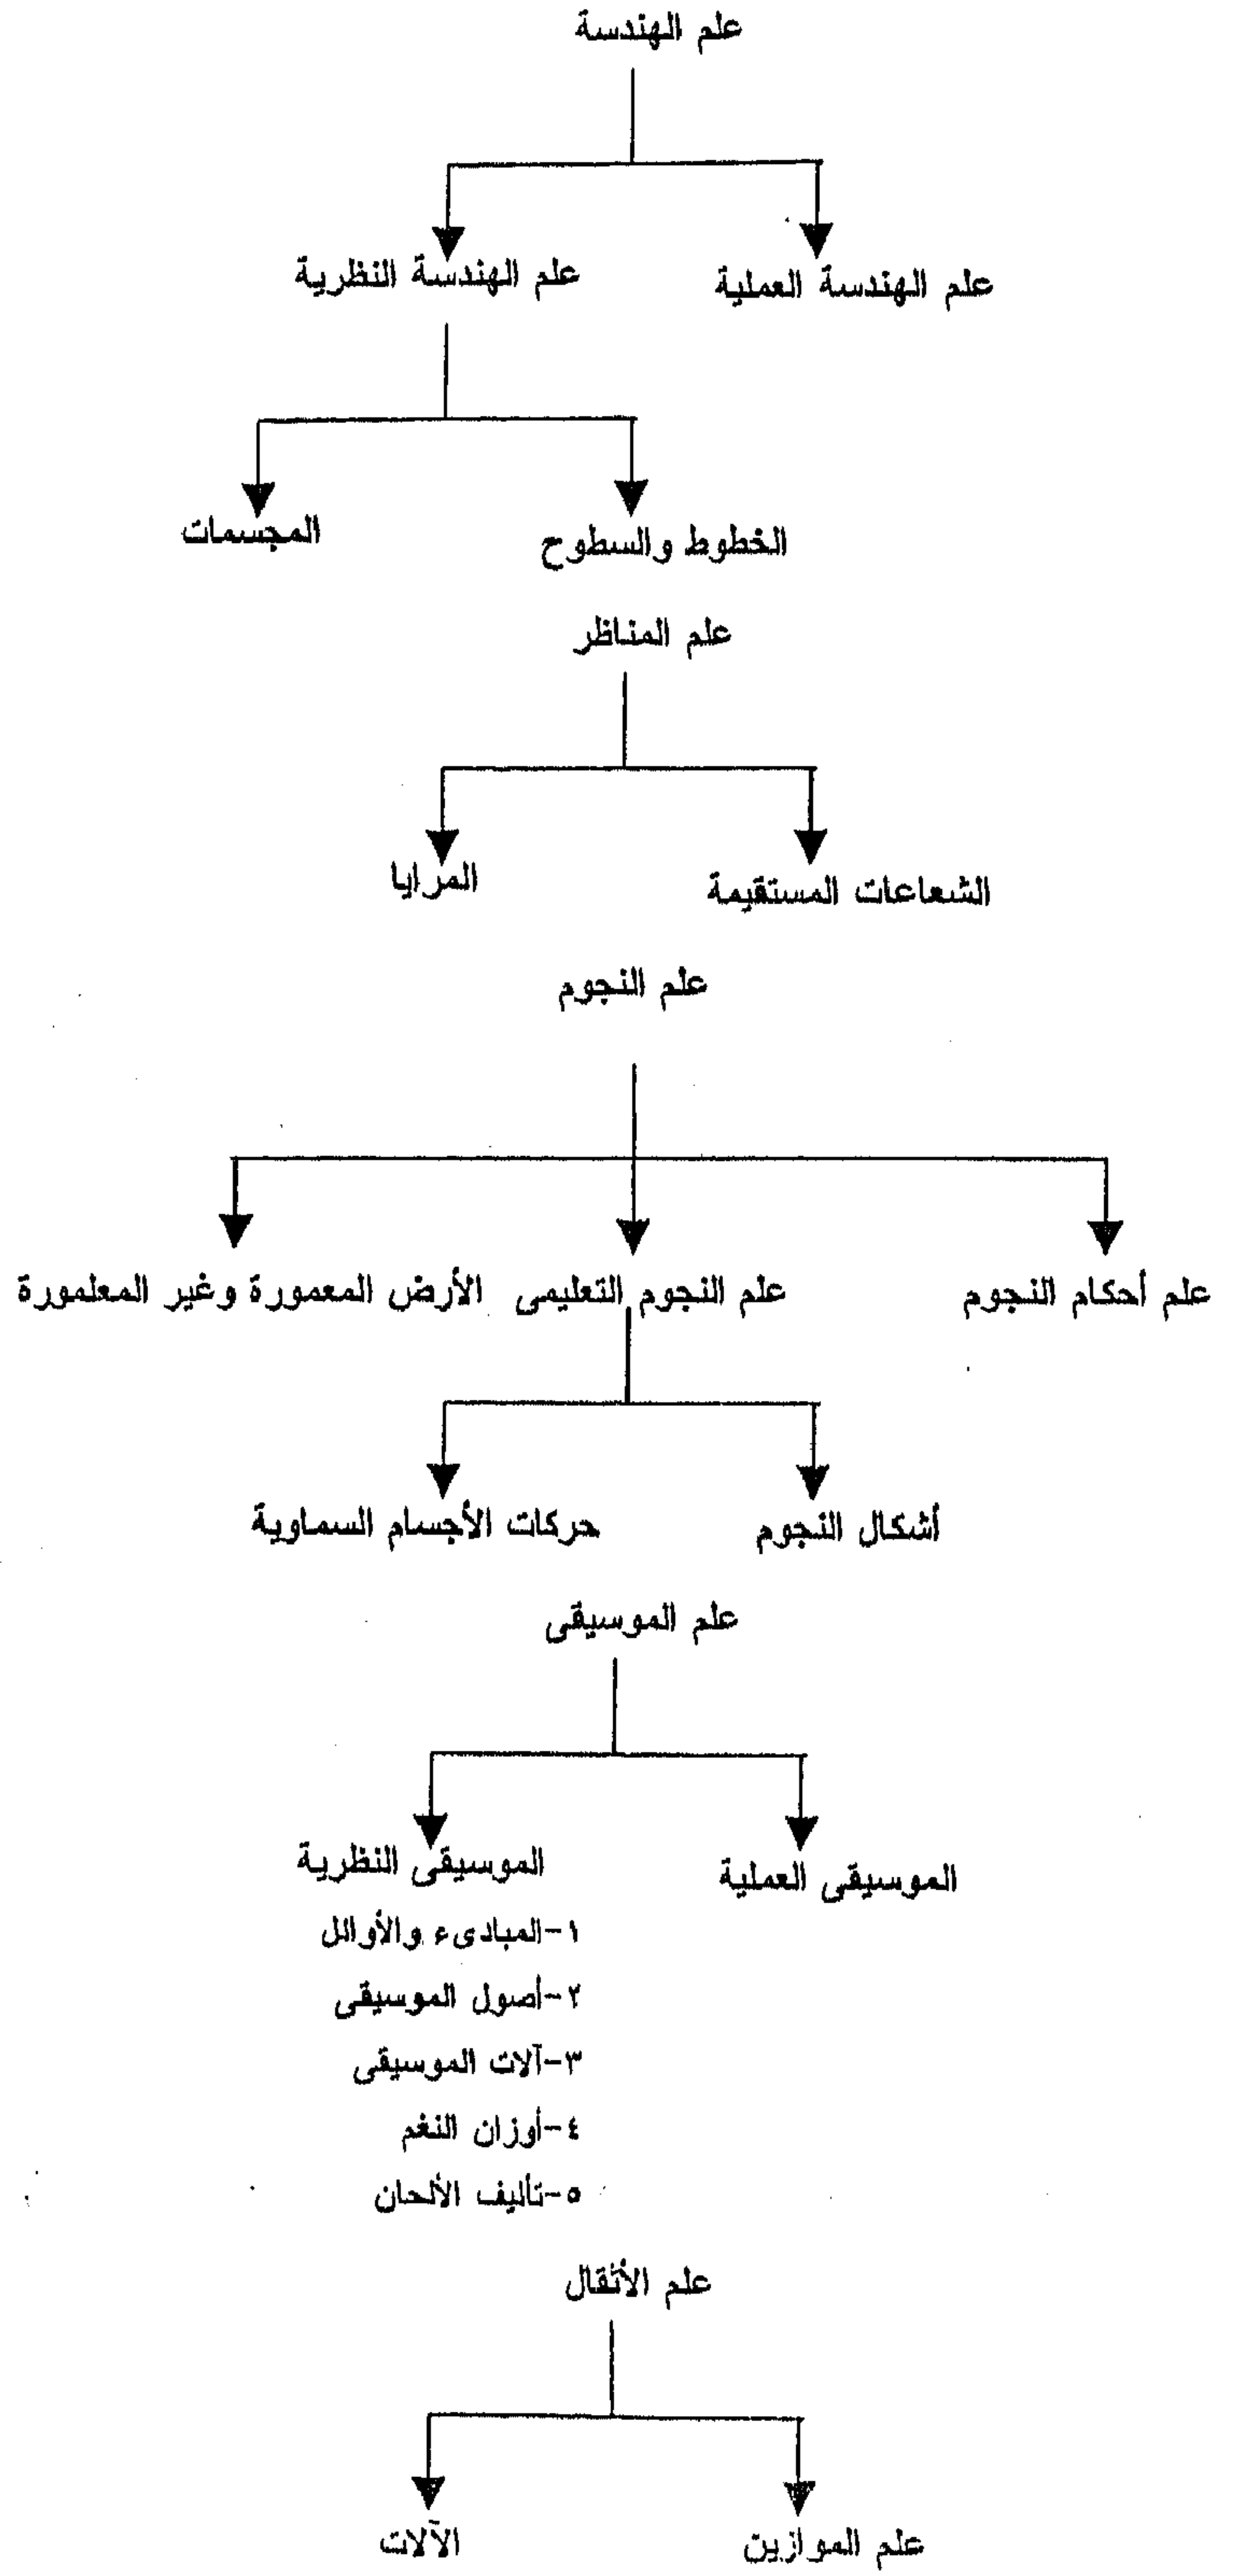 علم الهندسة
علم الهندسة العملية
علم الهندسة النظرية
الخطوط والسطوح
المجسمات
علم المناظر
الشعاعات المستقيمة
المرايا
علم النجوم
علم أحكام النجوم
علم النجوم التعليمى
الأرض المعمورة وغير المعلمورة
أشكال النجوم
حركات الأجسام السماوية
علم الموسيقى
الموسيقى العملية
الموسيقى النظرية
١-المبادىء والأوائل
٢-أصول الموسيقى
٣-آلات الموسيقى
٤-أوزان النغم
٥-تأليف الألحان
علم الأثقال
علم الموازين
الآلات